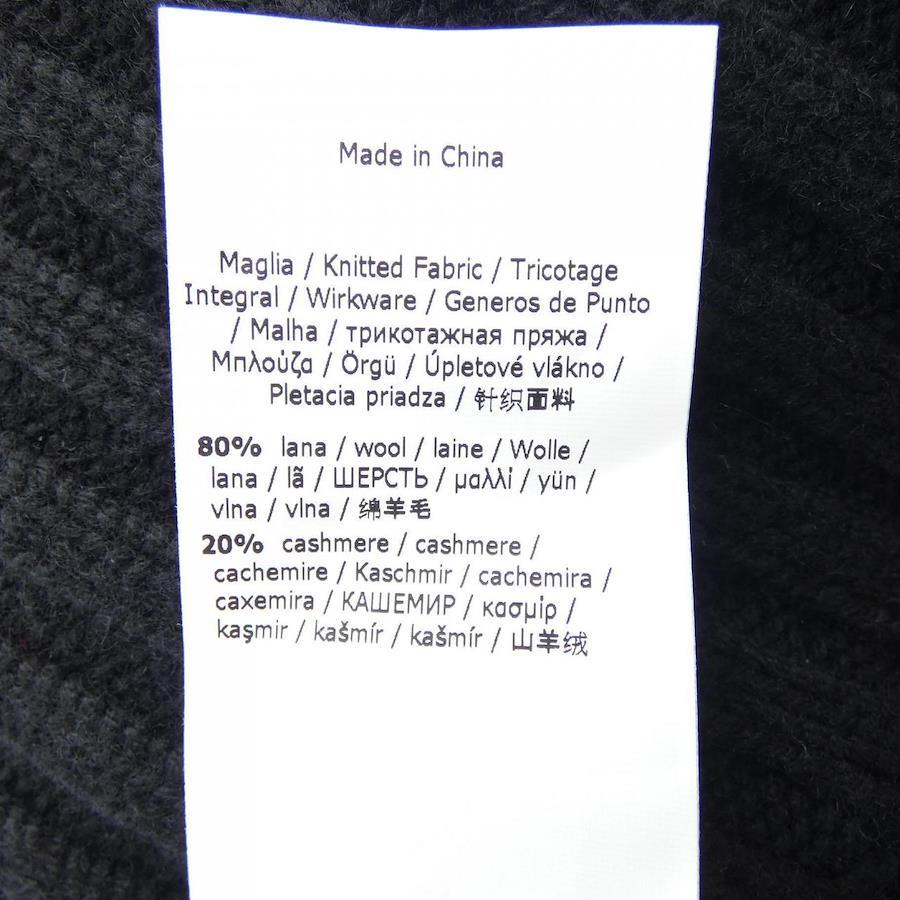 Made in China
Maglia / Knitted Fabric / Tricotage
Integral / Wirkware / Generos de Punto
/ Malha / трикотажная пряжа /
Μπλούζα / Örgü / Úpletové vlákno /
Pletacia priadza / 针织面料
80% lana / wool / laine / Wolle /
lana / lã / ШЕРСТЬ / μαλλί / yün /
vlna / vlna / 绵羊毛
20% cashmere / cashmere /
cachemire / Kaschmir / cachemira /
caxemira / КАШЕМИР / κασμίρ /
kaşmir / kašmír / kašmír / 山羊绒